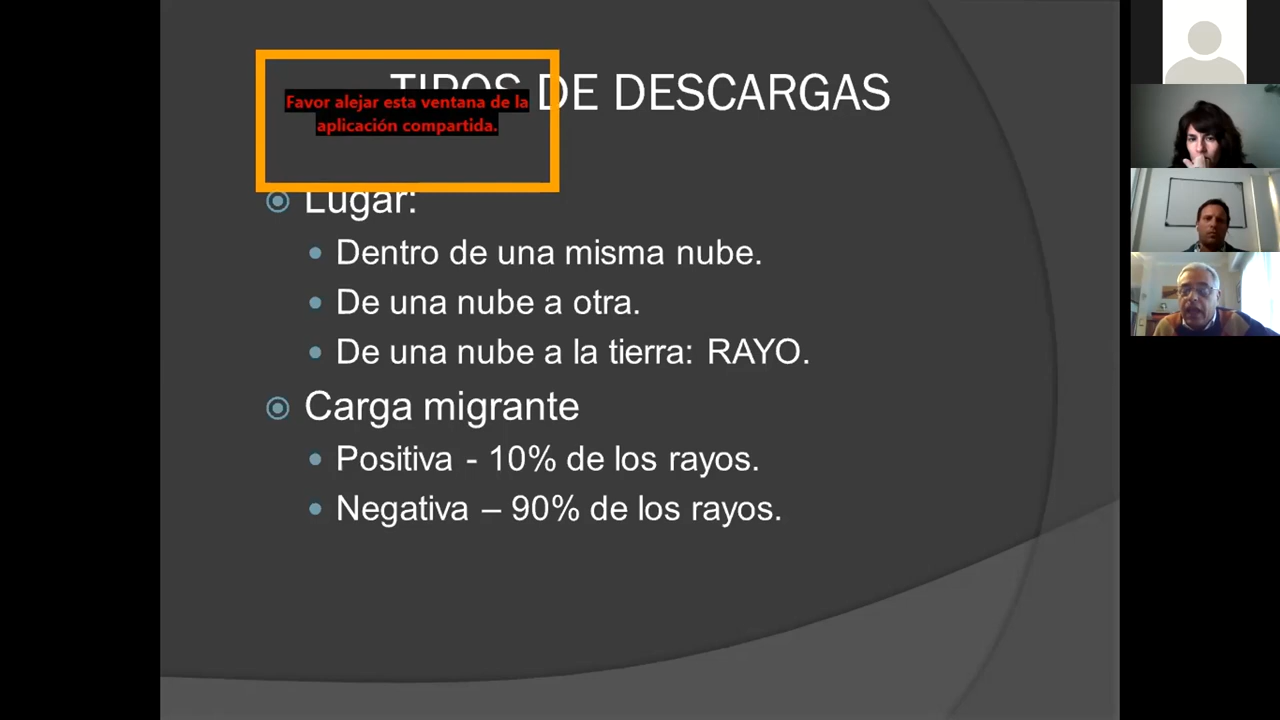 TIPOS DE DESCARGAS
Favor alejar esta ventana de la
aplicación compartida.
Lugar:
Dentro de una misma nube.
De una nube a otra.
De una nube a la tierra: RAYO.
Carga migrante
Positiva - 10% de los rayos.
Negativa – 90% de los rayos.